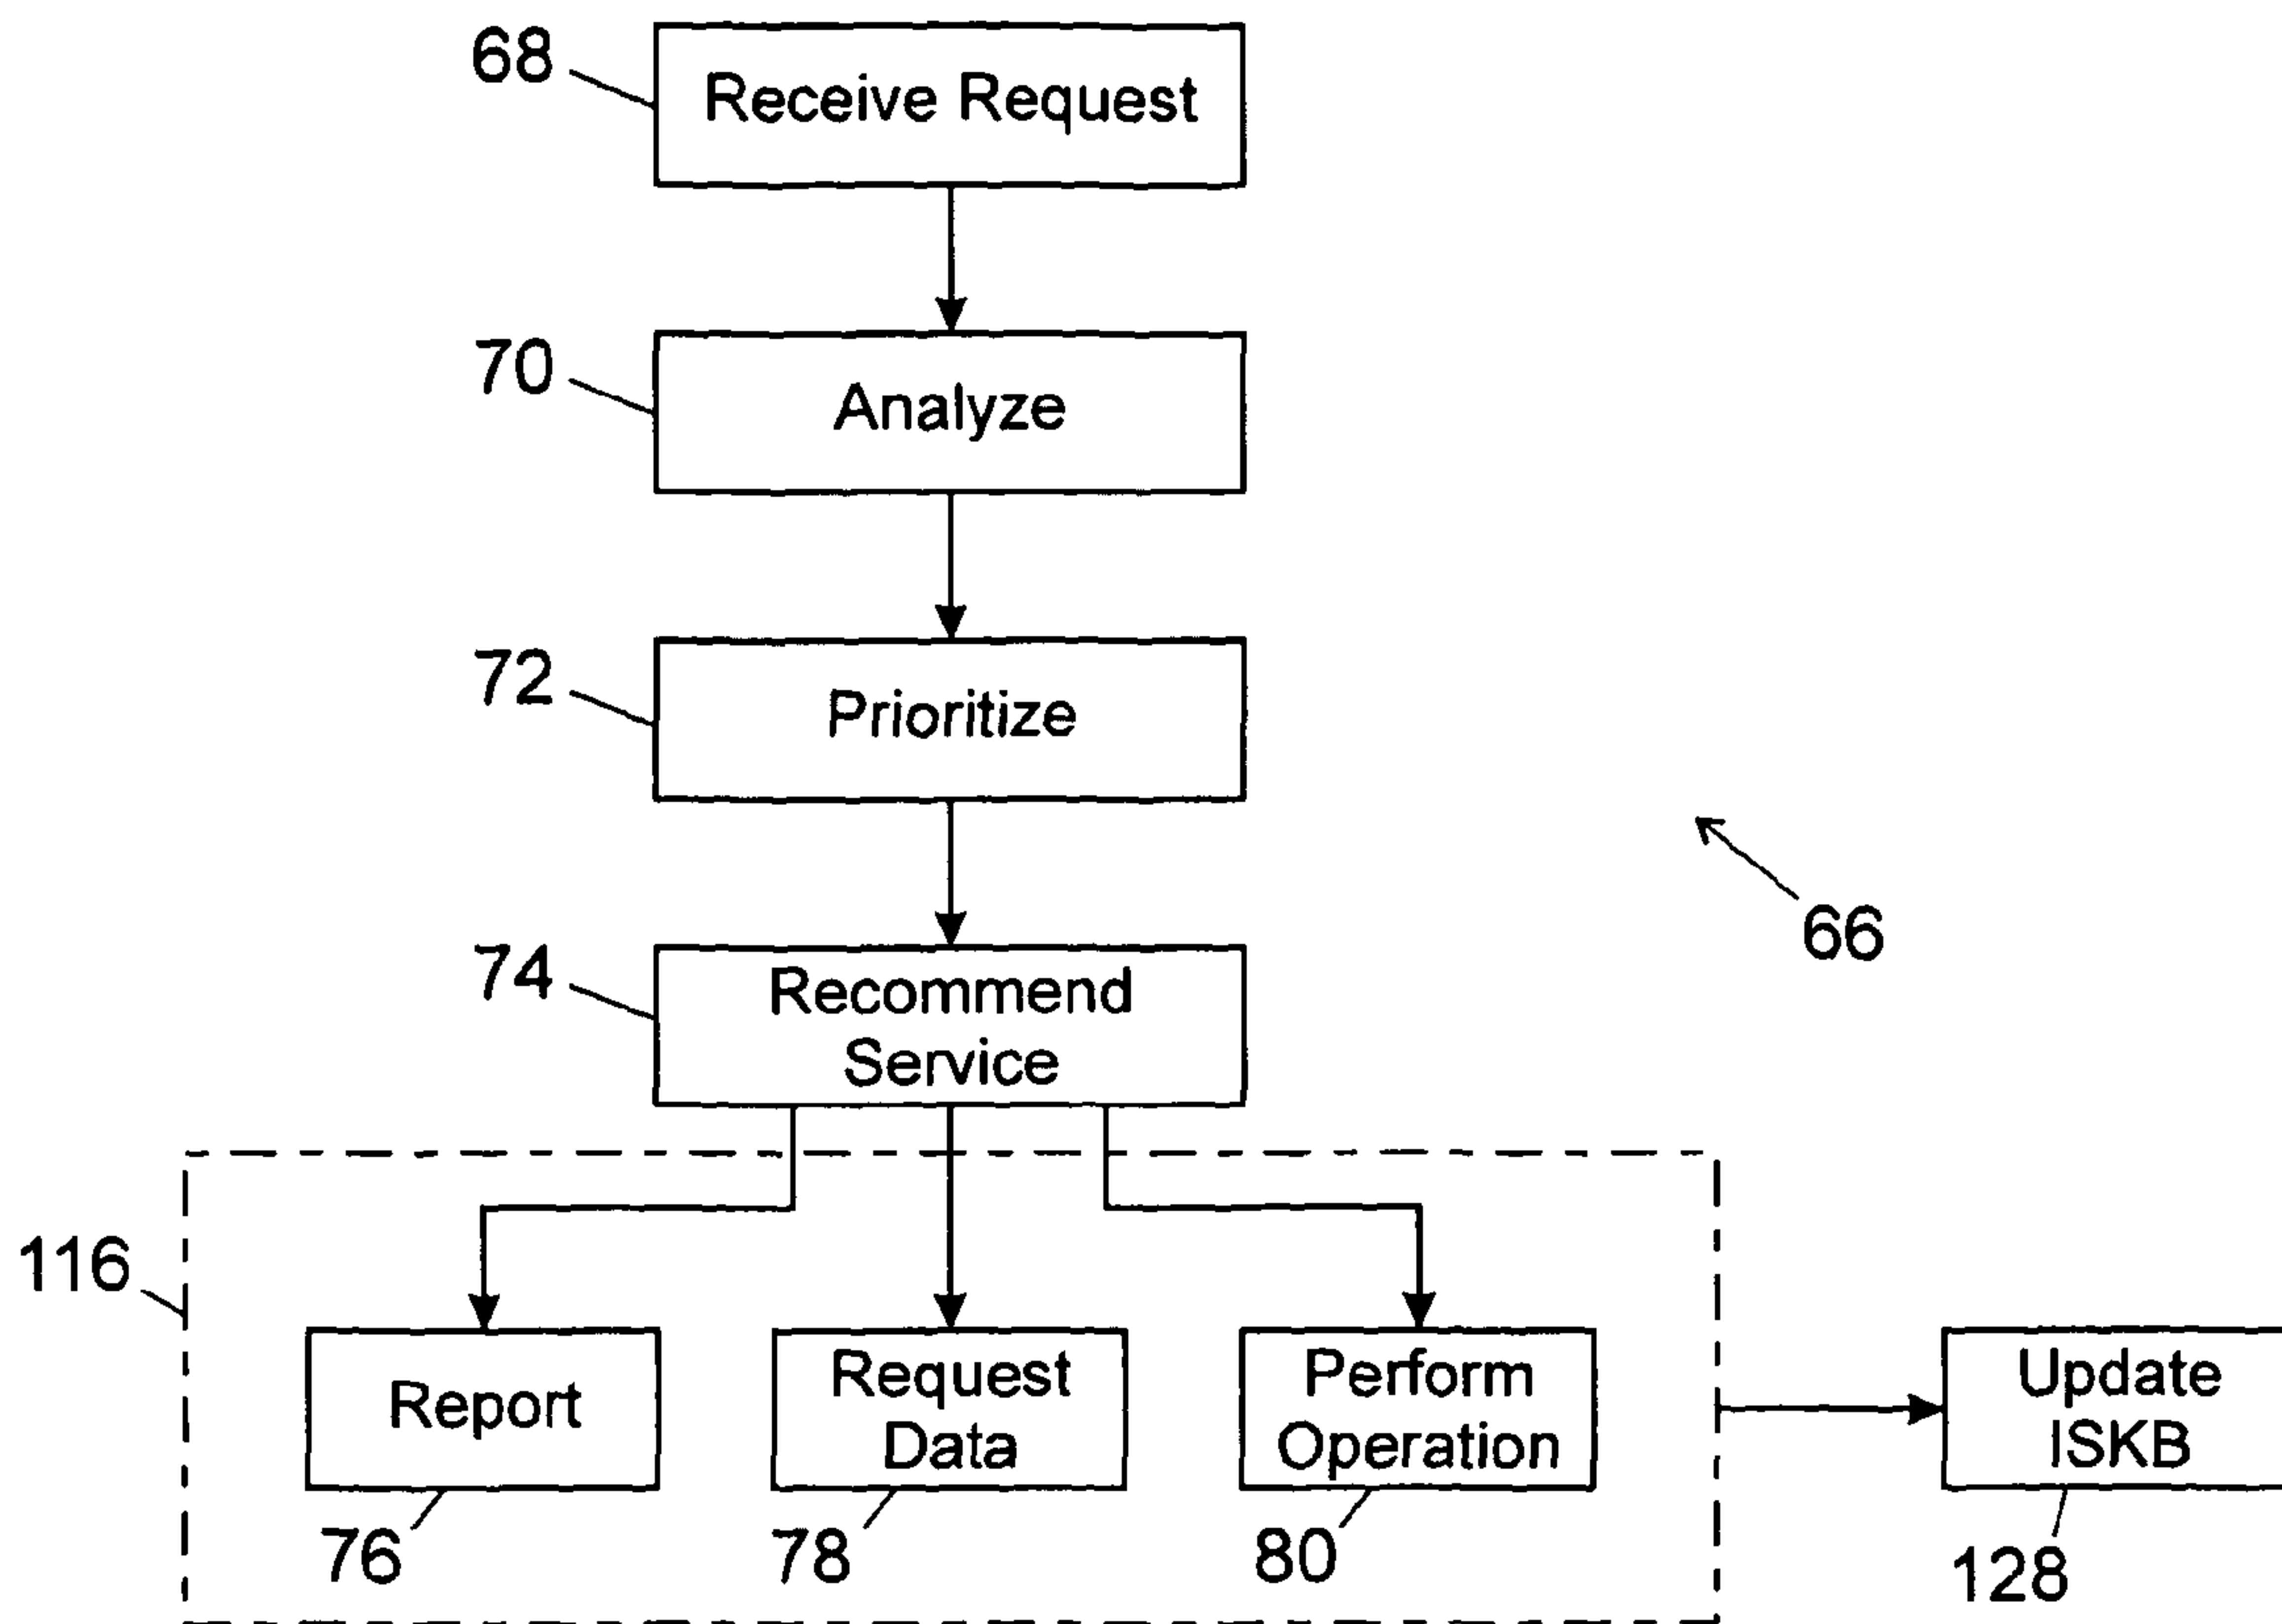 68
Receive Request
70
Analyze
72
Prioritize
66
74
Recommend
Service
116
Report
Request
Data
Perform
Operation
Update
ISKB
76
78
80
128